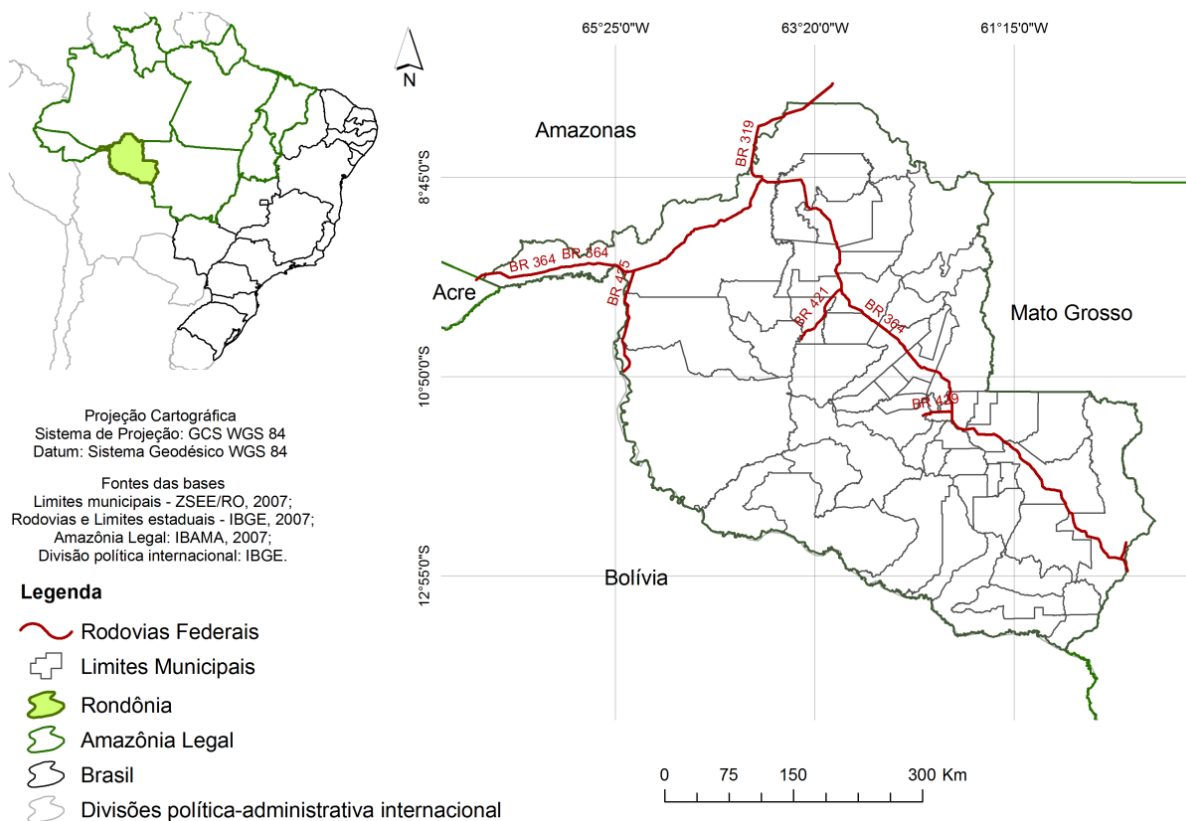 65°25'0"W
63°20'0"W
61°15'0"W
N
8°45'0"S
10°50'0"S
12°55'0"S
Amazonas
BR 319
BR 364
BR 364
BR 425
Acre
BR 421
BR 364
Mato Grosso
BR 429
Bolívia
Projeção Cartográfica
Sistema de Projeção: GCS WGS 84
Datum: Sistema Geodésico WGS 84
Fontes das bases
Limites municipais - ZSEE/RO, 2007;
Rodovias e Limites estaduais - IBGE, 2007;
Amazônia Legal: IBAMA, 2007;
Divisão política internacional: IBGE.
Legenda
Rodovias Federais
Limites Municipais
Rondônia
Amazônia Legal
Brasil
Divisões política-administrativa internacional
0 75 150 300 Km